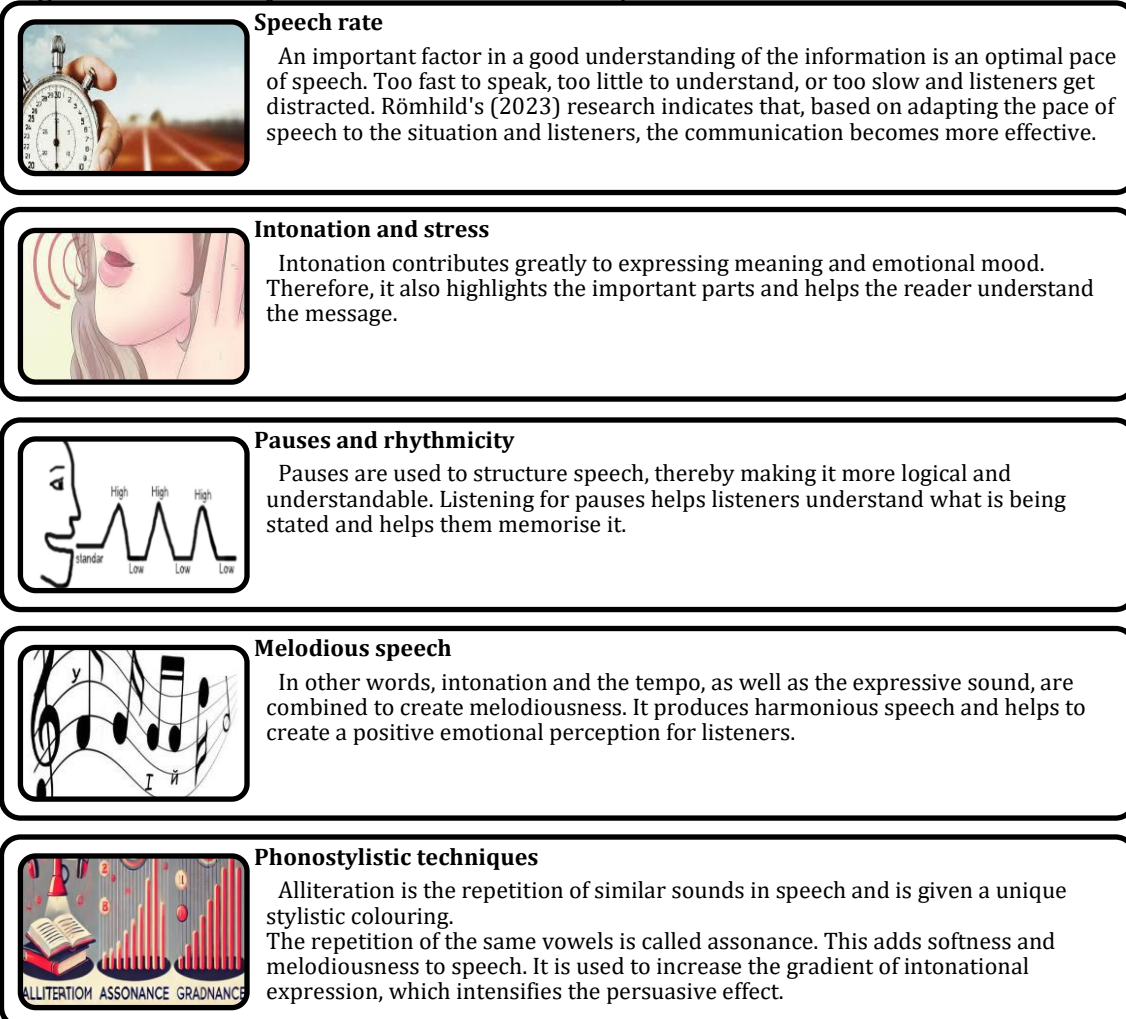 Speech rate
An important factor in a good understanding of the information is an optimal pace
of speech. Too fast to speak, too little to understand, or too slow and listeners get
distracted. Römhild's (2023) research indicates that, based on adapting the pace of
speech to the situation and listeners, the communication becomes more effective.
Intonation and stress
Intonation contributes greatly to expressing meaning and emotional mood.
Therefore, it also highlights the important parts and helps the reader understand
the message.
Pauses and rhythmicity
Pauses are used to structure speech, thereby making it more logical and
understandable. Listening for pauses helps listeners understand what is being
stated and helps them memorise it.
High High High
standar
Low Low Low
Melodious speech
In other words, intonation and the tempo, as well as the expressive sound, are
combined to create melodiousness. It produces harmonious speech and helps to
create a positive emotional perception for listeners.
У
І й
Phonostylistic techniques
Alliteration is the repetition of similar sounds in speech and is given a unique
stylistic colouring.
The repetition of the same vowels is called assonance. This adds softness and
melodiousness to speech. It is used to increase the gradient of intonational
expression, which intensifies the persuasive effect.
ALLITERTIOM ASSONANCE GRADNANCE